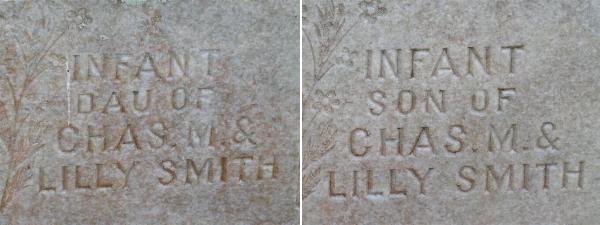 INFANT
DAU OF
CHAS. M. &
LILLY SMITH
INFANT
SON OF
CHAS. M. &
LILLY SMITH